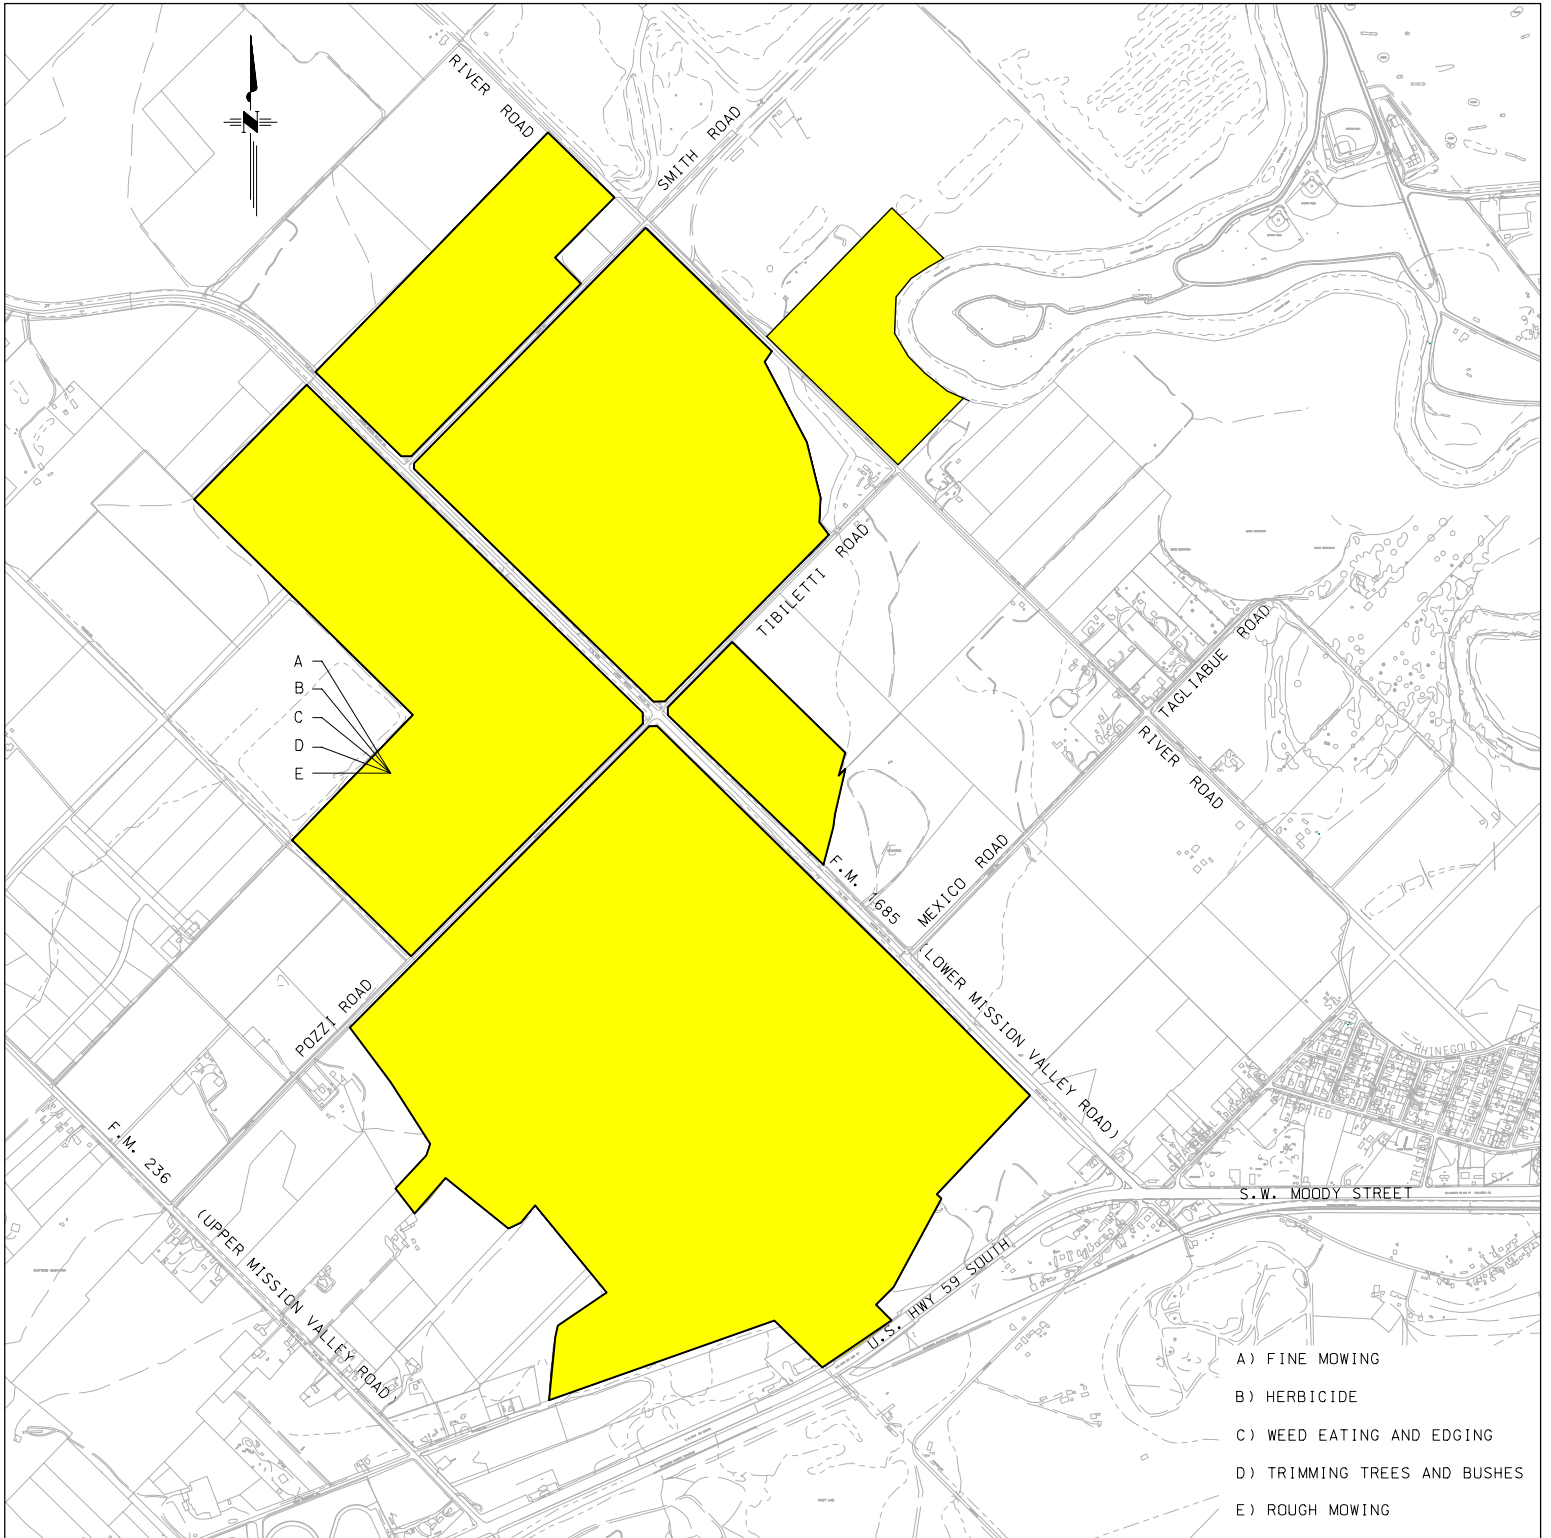 RIVER ROAD
SMITH ROAD
N
TIBILETTI ROAD
TAGLIABUE ROAD
A
B
C
D
E
RIVER ROAD
F.M. 1685
MEXICO ROAD
(LOWER MISSION VALLEY ROAD)
POZZI ROAD
RHINEGOLD
F.M. 236
(UPPER MISSION VALLEY ROAD)
TRISTAN
ST.
S.W. MOODY STREET
U.S. HWY 59 SOUTH
A) FINE MOWING
B) HERBICIDE
C) WEED EATING AND EDGING
D) TRIMMING TREES AND BUSHES
E) ROUGH MOWING